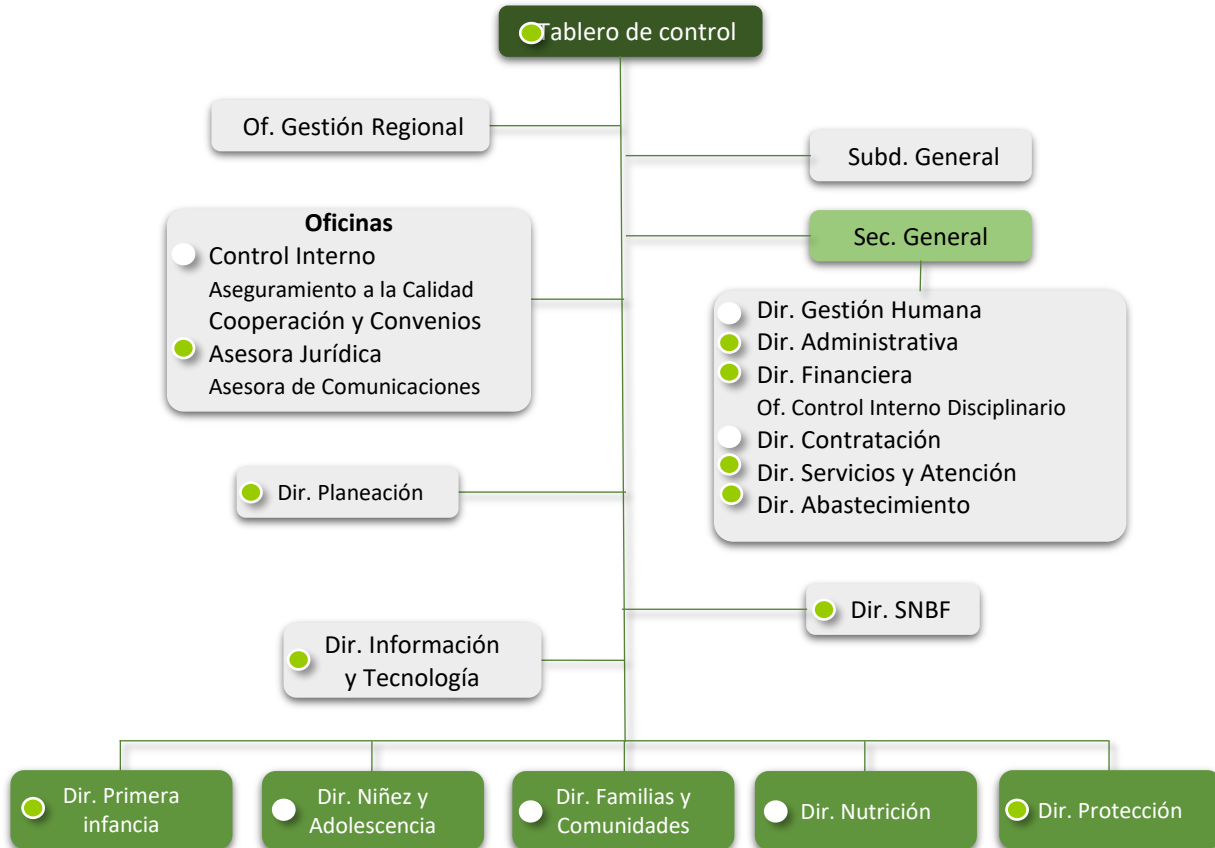 Tablero de control
Of. Gestión Regional
Subd. General
Oficinas
Control Interno
Aseguramiento a la Calidad
Cooperación y Convenios
Asesora Jurídica
Asesora de Comunicaciones
Sec. General
Dir. Gestión Humana
Dir. Administrativa
Dir. Financiera
Of. Control Interno Disciplinario
Dir. Contratación
Dir. Servicios y Atención
Dir. Abastecimiento
Dir. Planeación
Dir. SNBF
Dir. Información
y Tecnología
Dir. Primera
infancia
Dir. Niñez y
Adolescencia
Dir. Familias y
Comunidades
Dir. Nutrición
Dir. Protección